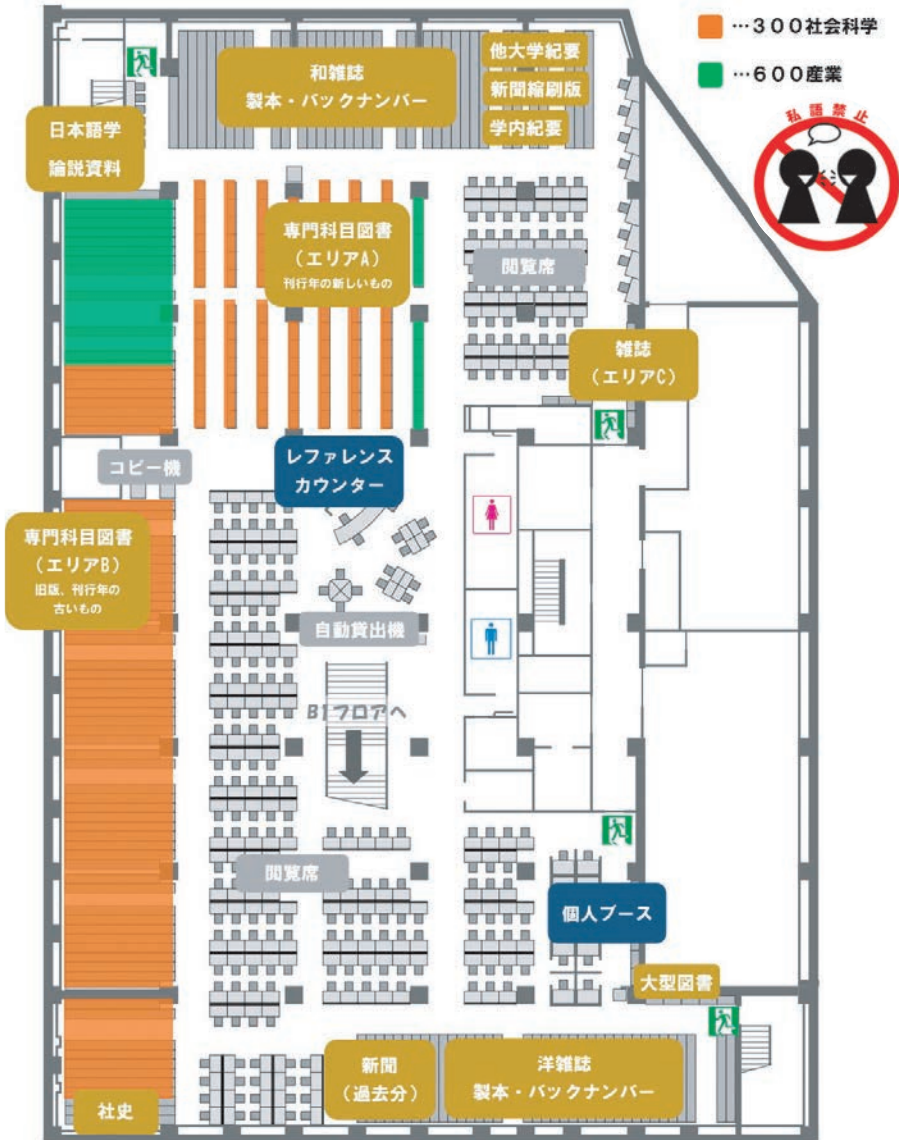 …300社会科学
…600産業
私語禁止
和雑誌
製本・バックナンバー
他大学紀要
新聞縮刷版
学内紀要
日本語学
論説資料
専門科目図書
(エリアA)
刊行年の新しいもの
閲覧席
雑誌
(エリアC)
コピー機
レファレンス
カウンター
専門科目図書
(エリアB)
旧版、刊行年の
古いもの
自動貸出機
B1フロアへ
閲覧席
個人ブース
大型図書
新聞
(過去分)
洋雑誌
製本・バックナンバー
社史